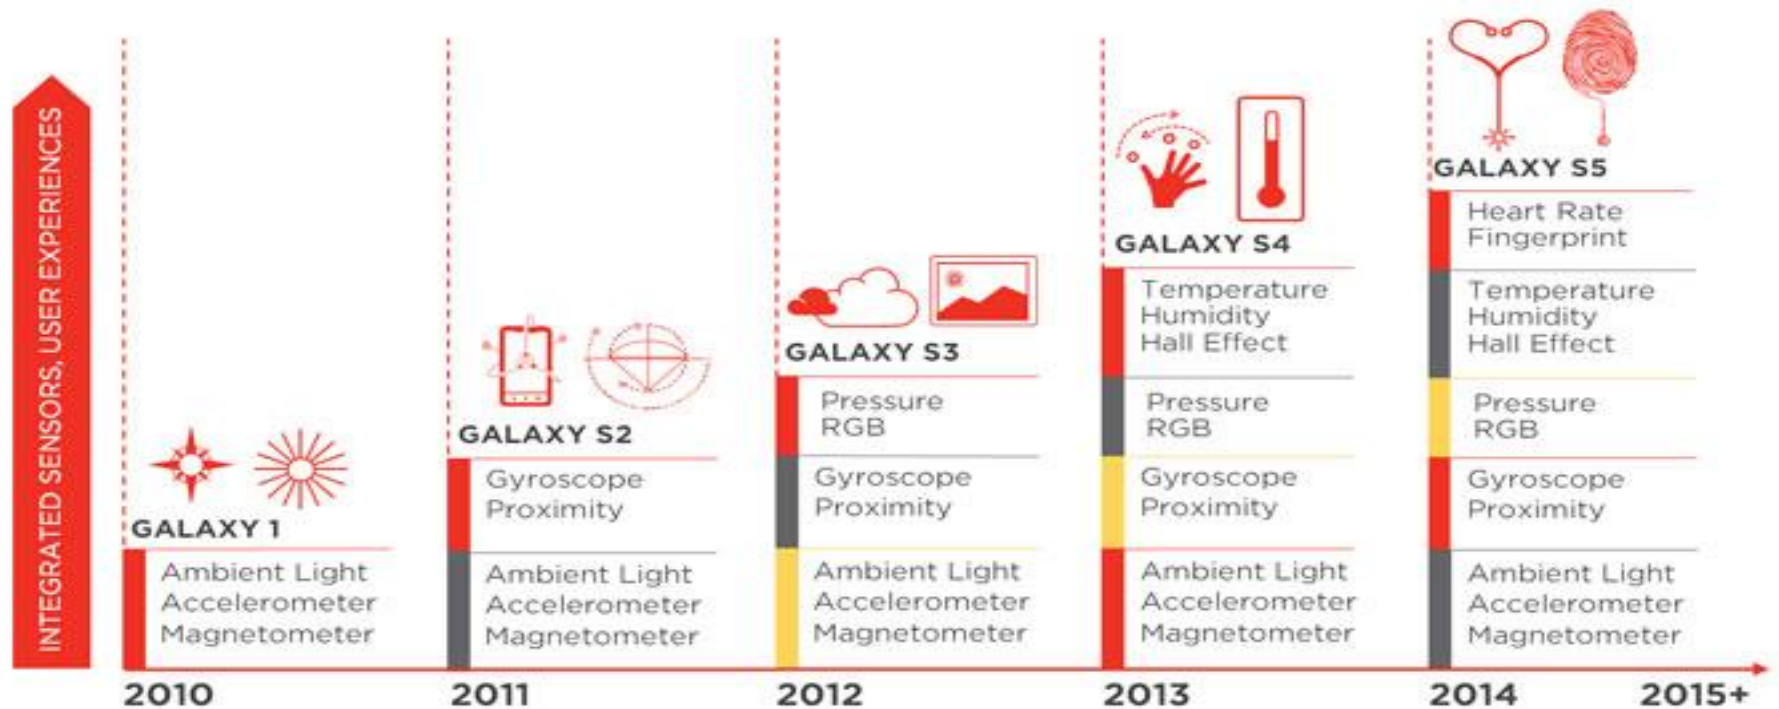 INTEGRATED SENSORS, USER EXPERIENCES
GALAXY 1
Ambient Light
Accelerometer
Magnetometer
2010
GALAXY S2
Gyroscope
Proximity
Ambient Light
Accelerometer
Magnetometer
2011
GALAXY S3
Pressure
RGB
Gyroscope
Proximity
Ambient Light
Accelerometer
Magnetometer
2012
GALAXY S4
Temperature
Humidity
Hall Effect
Pressure
RGB
Gyroscope
Proximity
Ambient Light
Accelerometer
Magnetometer
2013
GALAXY S5
Heart Rate
Fingerprint
Temperature
Humidity
Hall Effect
Pressure
RGB
Gyroscope
Proximity
Ambient Light
Accelerometer
Magnetometer
2014
2015+